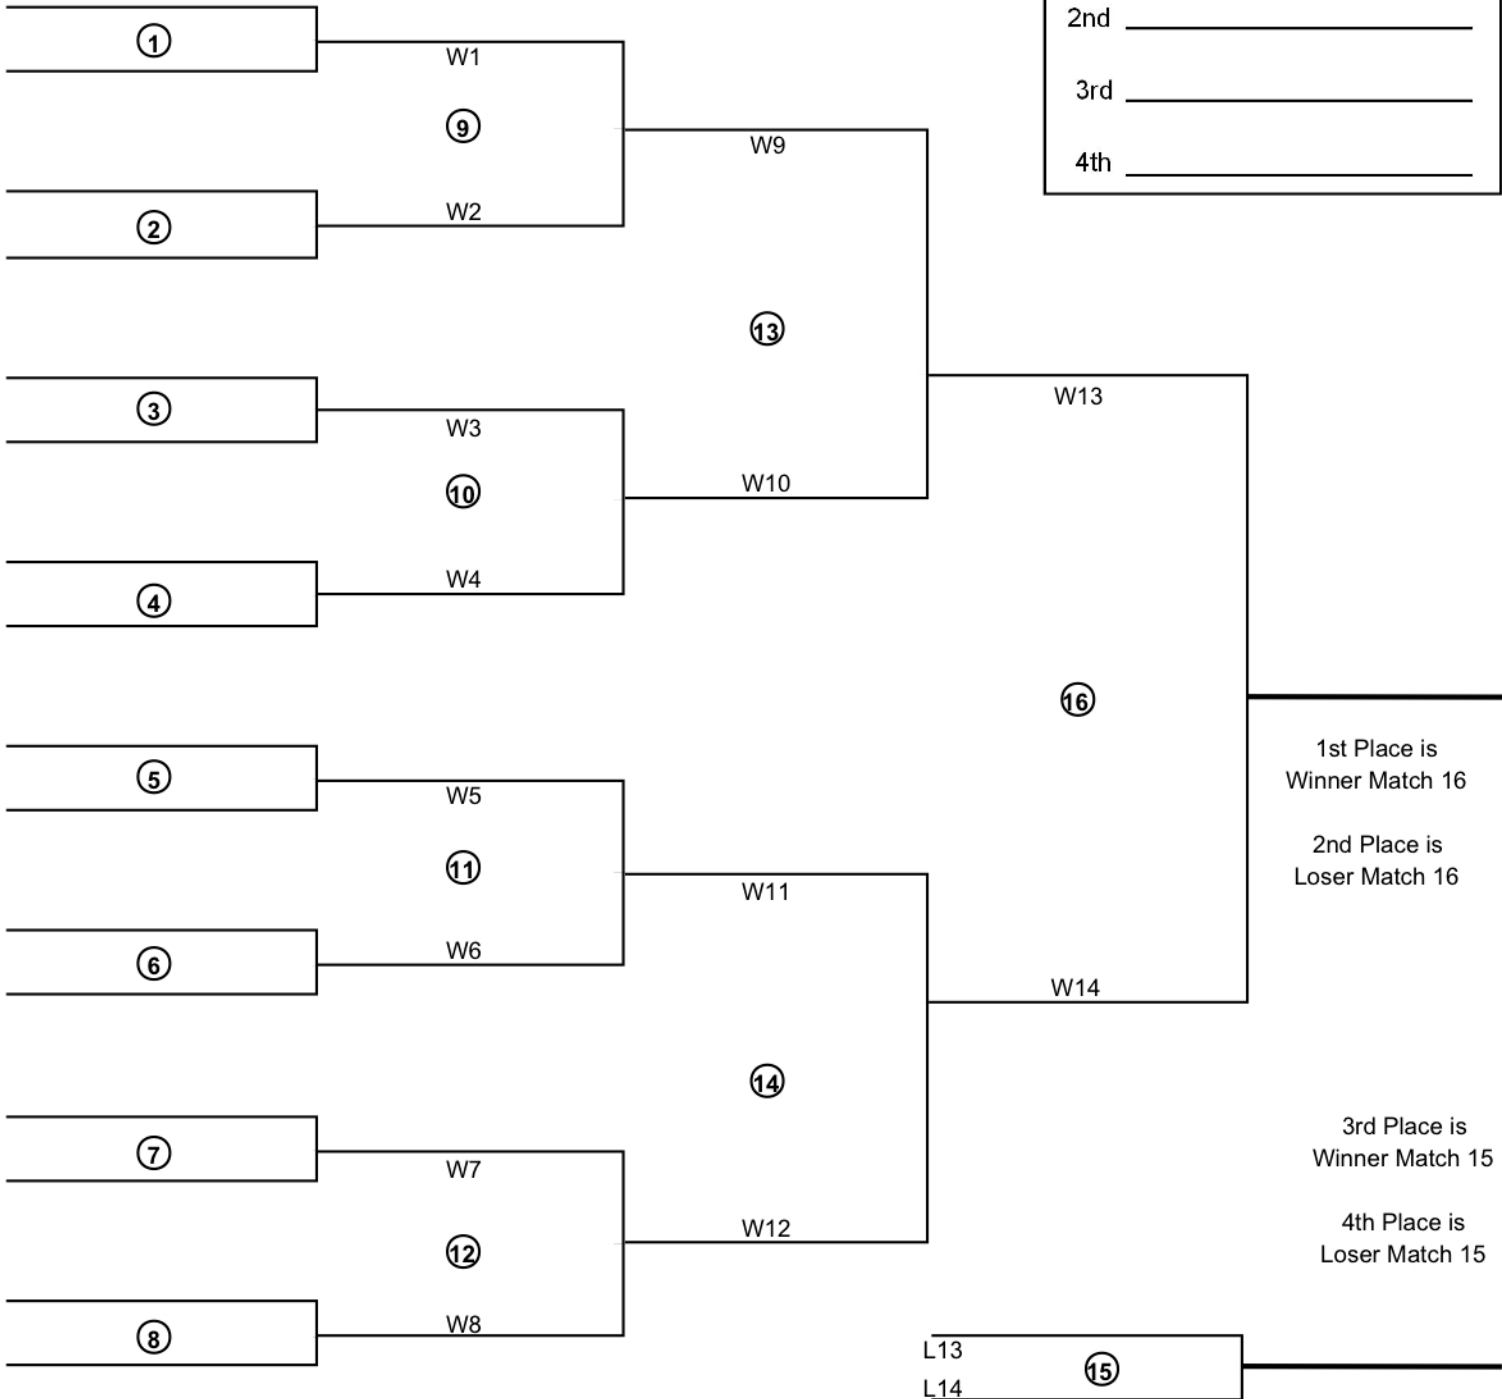 2nd
3rd
4th
1
W1
9
W2
2
W9
13
3
W3
10
W10
W4
4
W13
16
1st Place is
Winner Match 16
2nd Place is
Loser Match 16
5
W5
11
W11
W6
6
W14
14
7
W7
12
W12
W8
8
3rd Place is
Winner Match 15
4th Place is
Loser Match 15
L13
15
L14